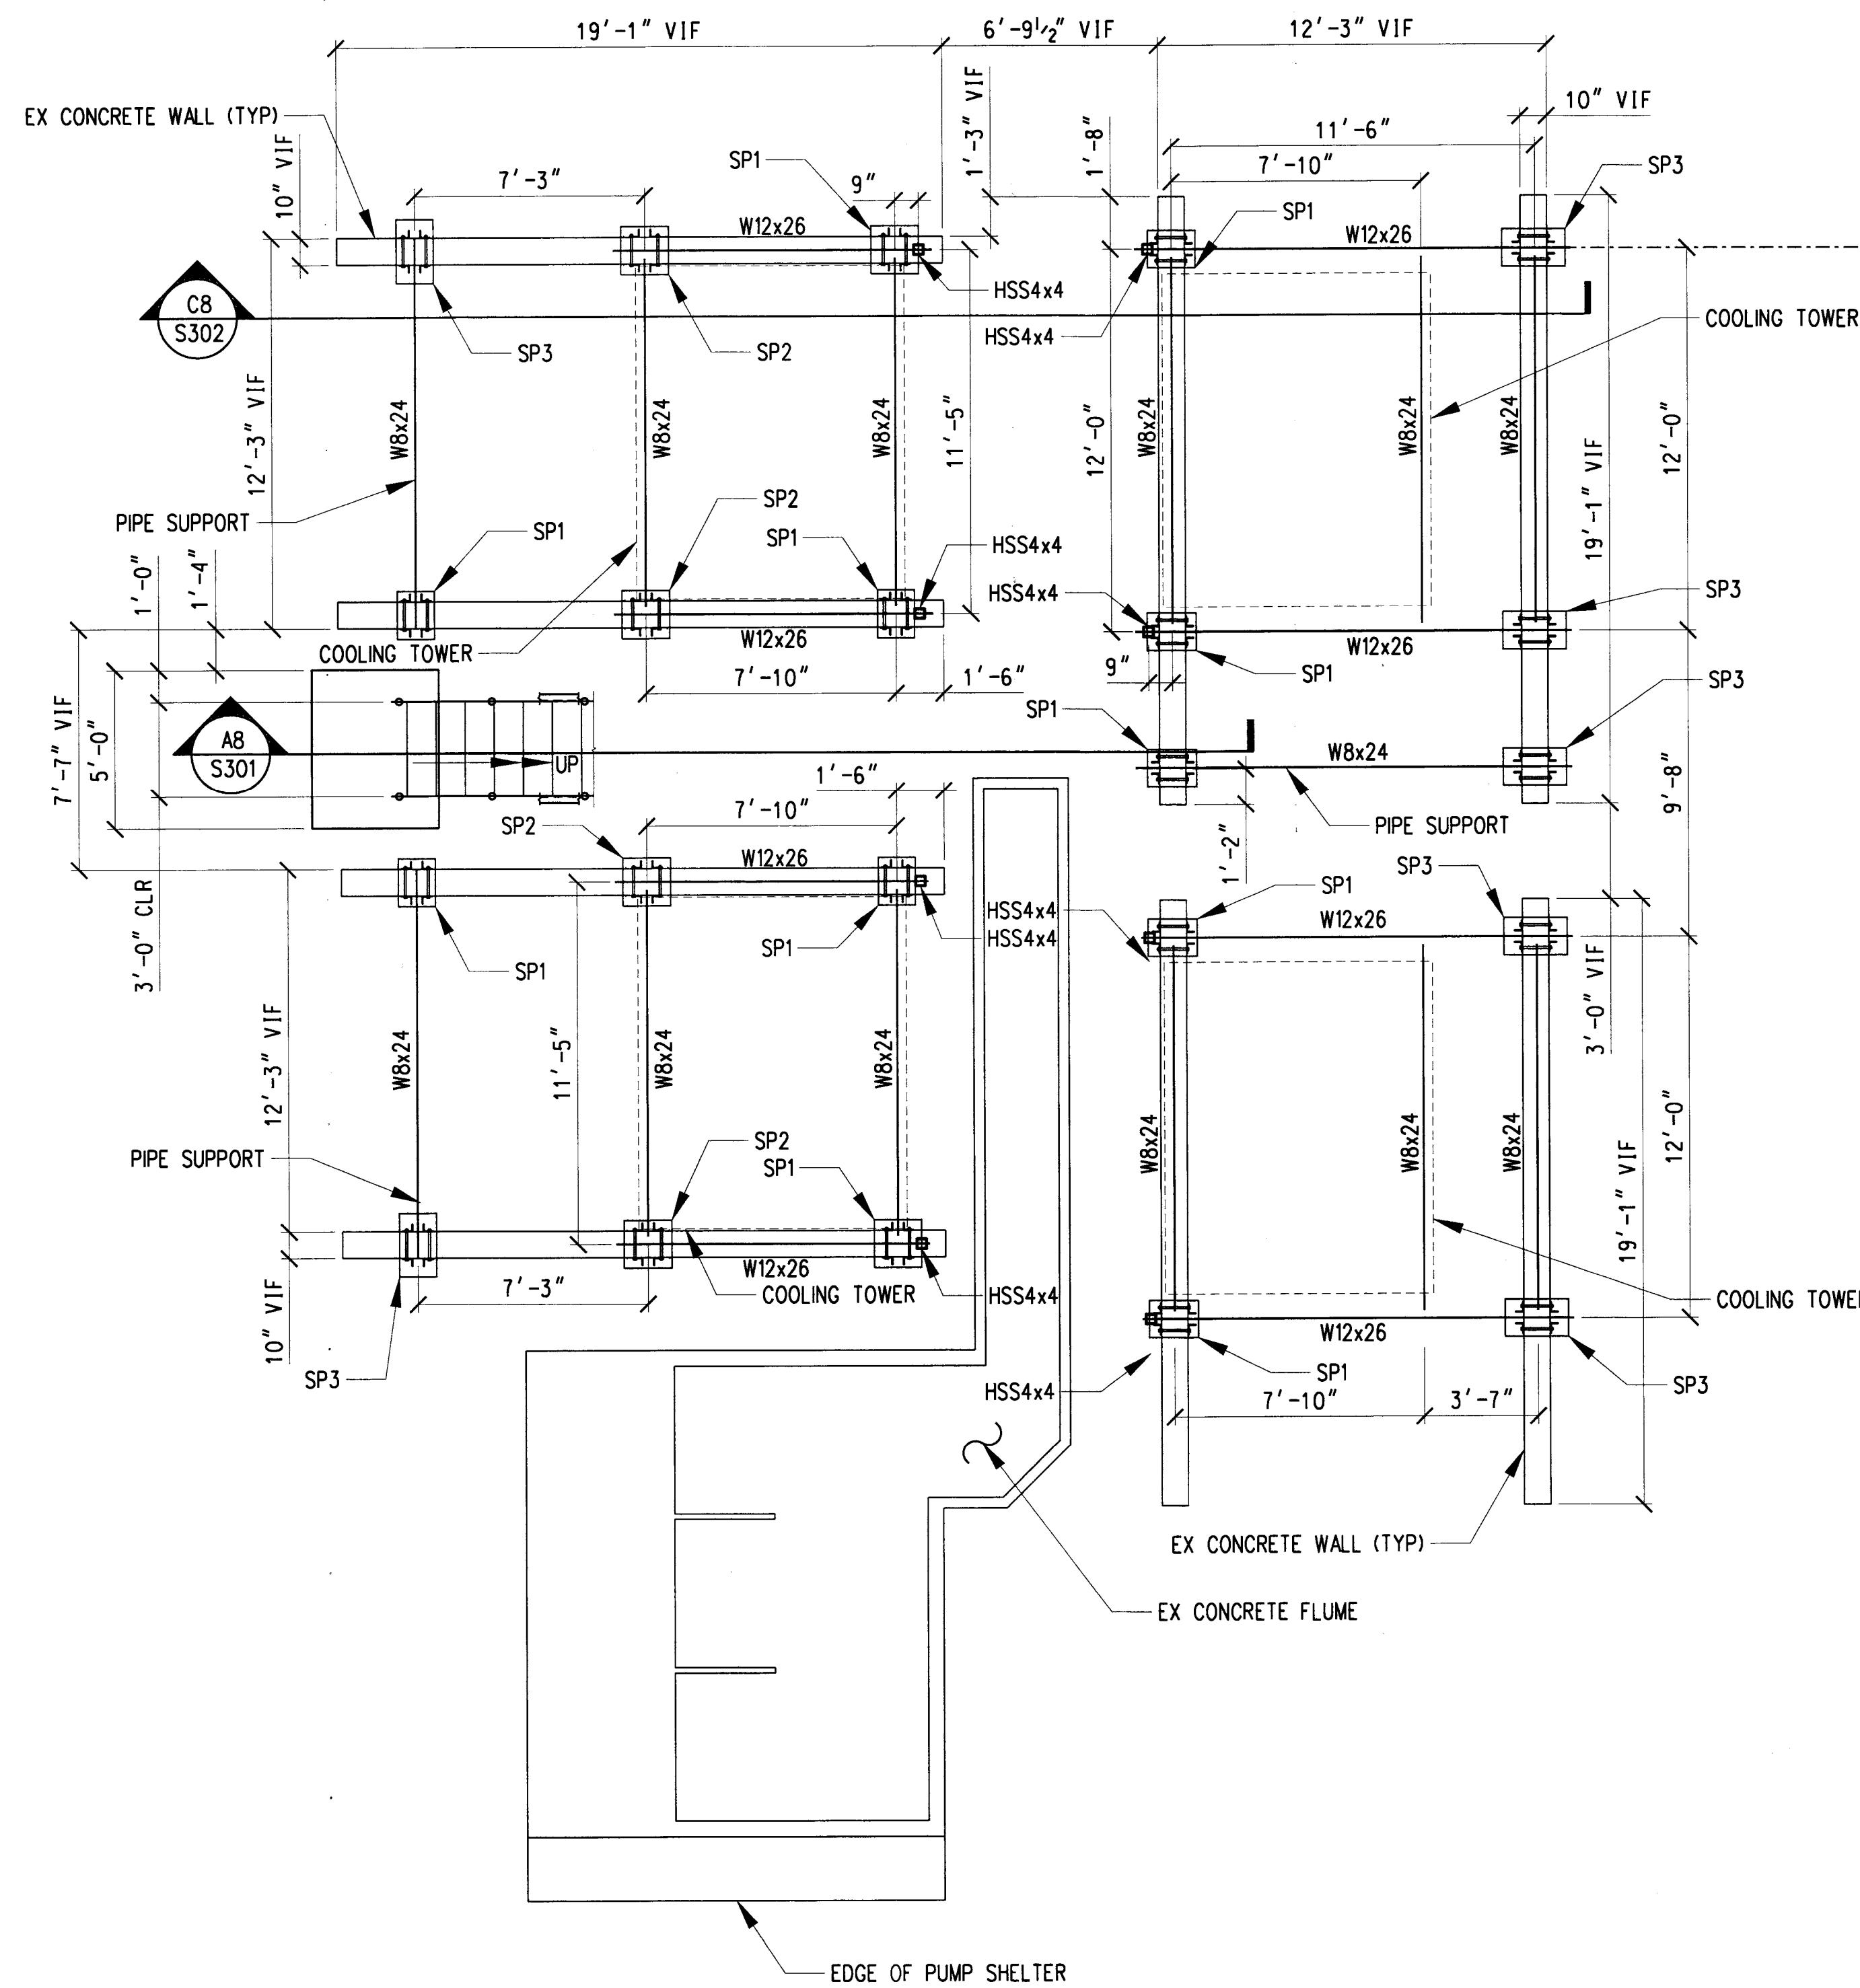 19'-1" VIF
6'-9 1/2" VIF
12'-3" VIF
EX CONCRETE WALL (TYP)
10" VIF
1'-3" VIF
1'-8"
10" VIF
11'-6"
7'-10"
7'-3"
SP1
9"
SP3
SP1
W12x26
W12x26
C8
S302
HSS4x4
HSS4x4
COOLING TOWER
SP3
SP2
12'-3" VIF
W8x24
W8x24
W8x24
11'-5"
12'-0"
W8x24
W8x24
W8x24
19'-1" VIF
12'-0"
PIPE SUPPORT
SP2
SP1
SP1
HSS4x4
HSS4x4
SP3
1'-0"
1'-4"
COOLING TOWER
W12x26
W12x26
7'-10"
1'-6"
9"
SP1
SP3
SP1
7'-7" VIF
5'-0"
A8
S301
UP
W8x24
9'-8"
1'-6"
7'-10"
SP2
PIPE SUPPORT
1'-2"
W12x26
SP3
SP1
3'-0" CLR
HSS4x4
HSS4x4
W12x26
SP1
SP1
3'-0" VIF
12'-3" VIF
W8x24
11'-5"
W8x24
W8x24
W8x24
W8x24
W8x24
12'-0"
19'-1" VIF
PIPE SUPPORT
SP2
SP1
W12x26
7'-3"
COOLING TOWER
HSS4x4
COOLING TOWE
10" VIF
SP3
W12x26
HSS4x4
SP1
SP3
7'-10"
3'-7"
EX CONCRETE WALL (TYP)
EX CONCRETE FLUME
EDGE OF PUMP SHELTER